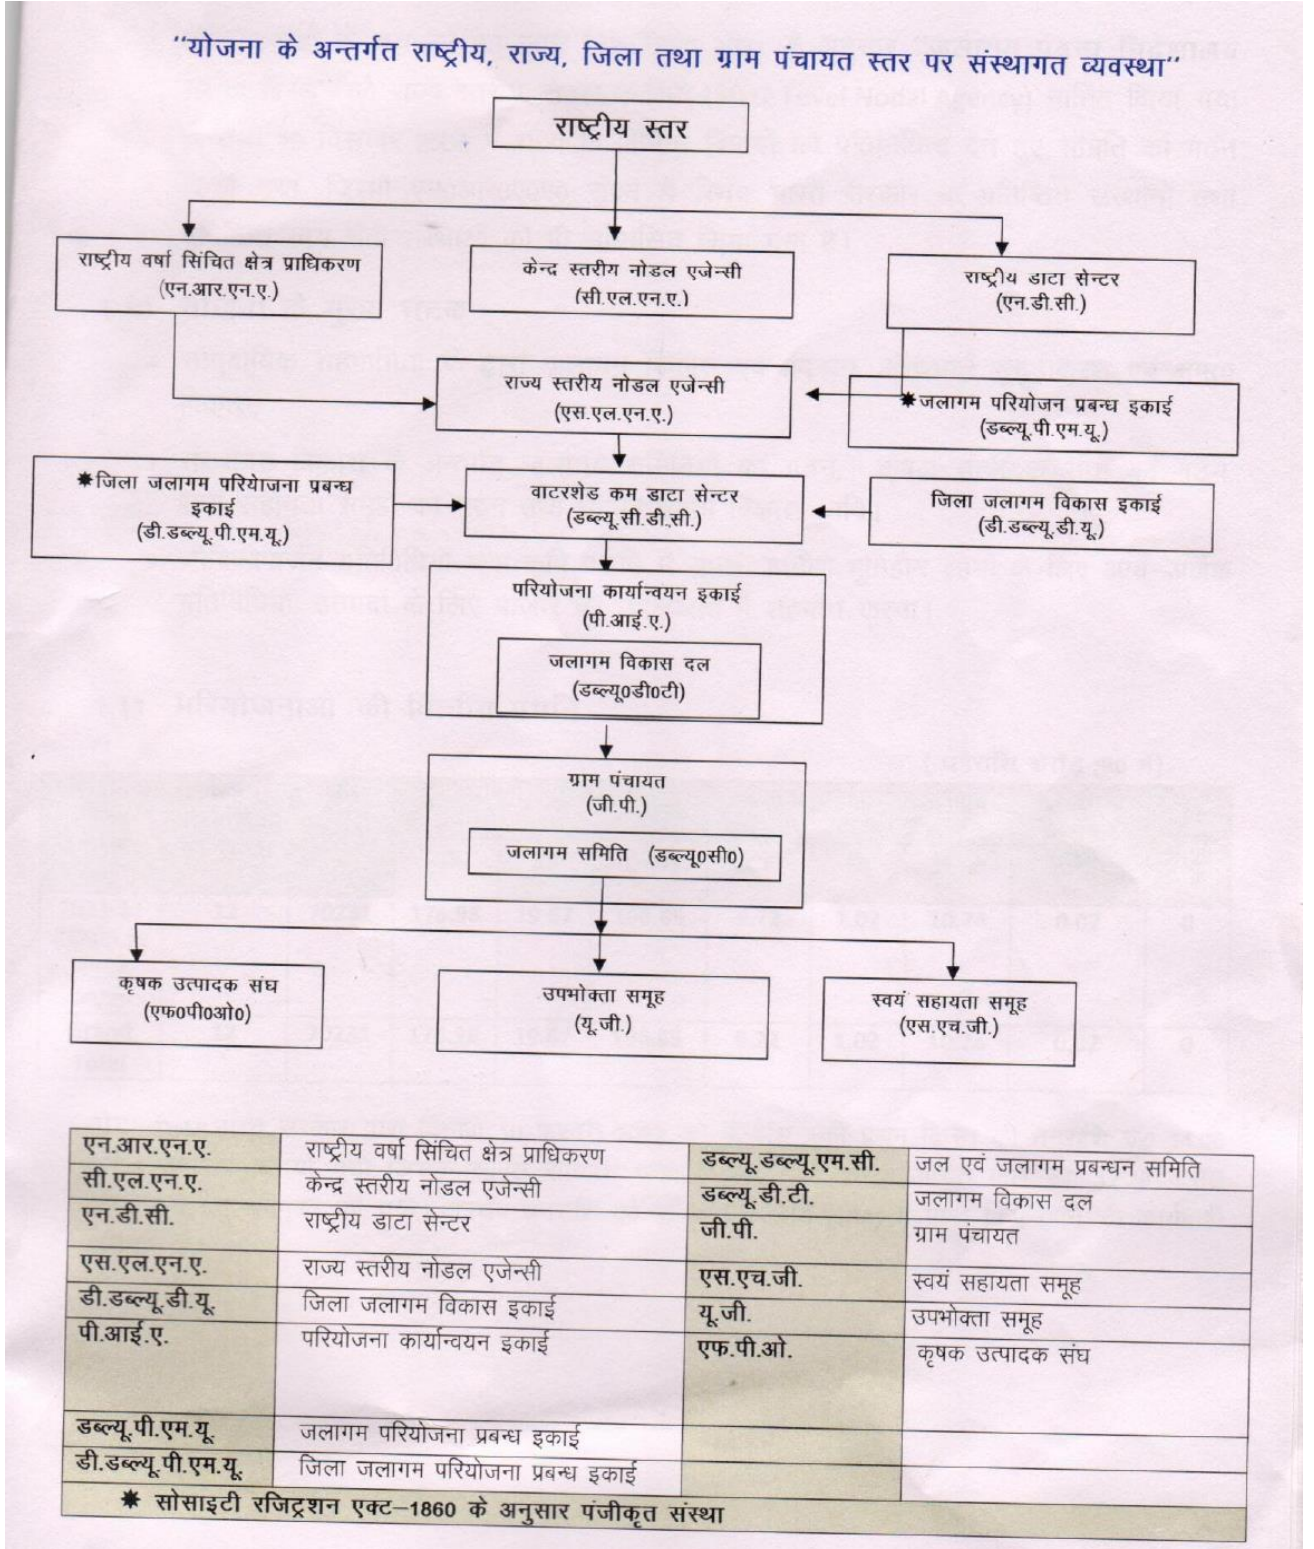 "योजना के अन्तर्गत राष्ट्रीय, राज्य, जिला तथा ग्राम पंचायत स्तर पर संस्थागत व्यवस्था"
राष्ट्रीय स्तर
राष्ट्रीय वर्षा सिंचित क्षेत्र प्राधिकरण
(एन.आर.एन.ए.)
केन्द स्तरीय नोडल एजेन्सी
(सी.एल.एन.ए.)
राष्ट्रीय डाटा सेन्टर
(एन.डी.सी.)
राज्य स्तरीय नोडल एजेन्सी
(एस.एल.एन.ए.)
✷जलागम परियोजन प्रबन्ध इकाई
(डब्ल्यू.पी.एम.यू.)
✷जिला जलागम परियेाजना प्रबन्ध
इकाई
(डी.डब्ल्यू.पी.एम.यू.)
वाटरशेड कम डाटा सेन्टर
(डब्ल्यू.सी.डी.सी.)
जिला जलागम विकास इकाई
(डी.डब्ल्यू.डी.यू.)
परियोजना कार्यान्वयन इकाई
(पी.आई.ए.)
जलागम विकास दल
(डब्ल्यू0डी0टी)
ग्राम पंचायत
(जी.पी.)
जलागम समिति (डब्ल्यू0सी0)
कृषक उत्पादक संघ
(एफ0पी0ओ0)
उपभोक्ता समूह
(यू.जी.)
स्वयं सहायता समूह
(एस.एच.जी.)
एन.आर.एन.ए. राष्ट्रीय वर्षा सिंचित क्षेत्र प्राधिकरण डब्ल्यू.डब्ल्यू.एम.सी. जल एवं जलागम प्रबन्धन समिति
सी.एल.एन.ए. केन्द स्तरीय नोडल एजेन्सी डब्ल्यू.डी.टी. जलागम विकास दल
एन.डी.सी. राष्ट्रीय डाटा सेन्टर जी.पी. ग्राम पंचायत
एस.एल.एन.ए. राज्य स्तरीय नोडल एजेन्सी एस.एच.जी. स्वयं सहायता समूह
डी.डब्ल्यू.डी.यू. जिला जलागम विकास इकाई यू.जी. उपभोक्ता समूह
पी.आई.ए. परियोजना कार्यान्वयन इकाई एफ.पी.ओ. कृषक उत्पादक संघ
डब्ल्यू.पी.एम.यू. जलागम परियोजना प्रबन्ध इकाई
डी.डब्ल्यू.पी.एम.यू. जिला जलागम परियोजना प्रबन्ध इकाई
✷ सोसाइटी रजिट्रशन एक्ट–1860 के अनुसार पंजीकृत संस्था